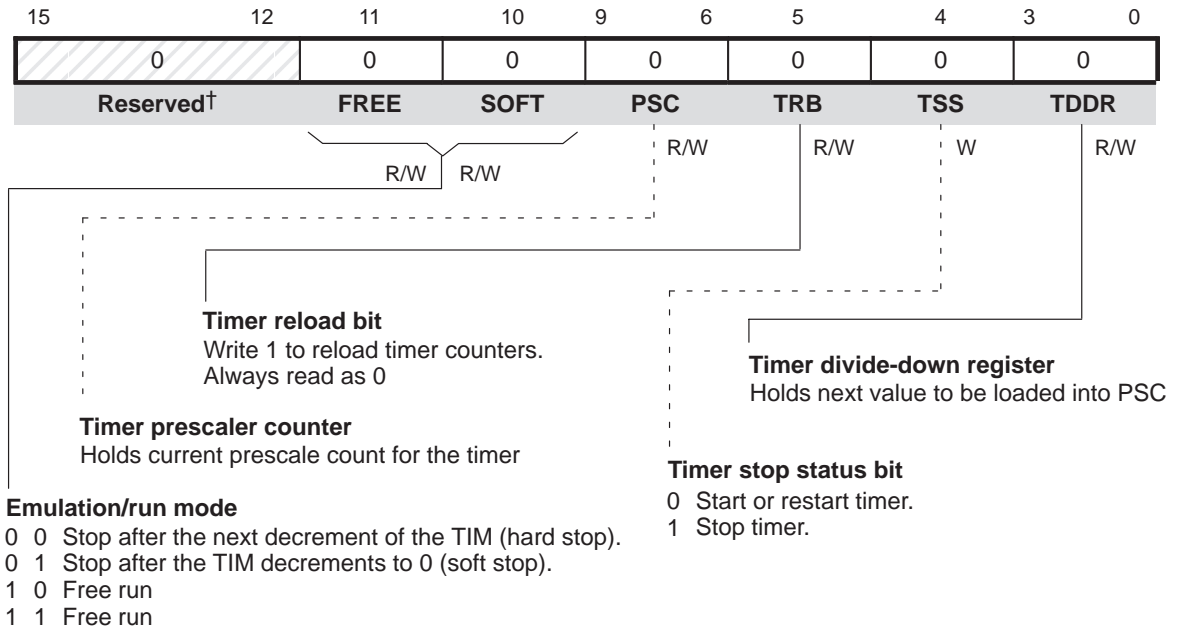 15 12 11 10 9 6 5 4 3 0
0 0 0 0 0 0 0
Reserved† FREE SOFT PSC TRB TSS TDDR
R/W R/W R/W R/W W R/W
Timer reload bit
Write 1 to reload timer counters.
Always read as 0
Timer divide-down register
Holds next value to be loaded into PSC
Timer prescaler counter
Holds current prescale count for the timer
Timer stop status bit
0 Start or restart timer.
1 Stop timer.
Emulation/run mode
0 0 Stop after the next decrement of the TIM (hard stop).
0 1 Stop after the TIM decrements to 0 (soft stop).
1 0 Free run
1 1 Free run